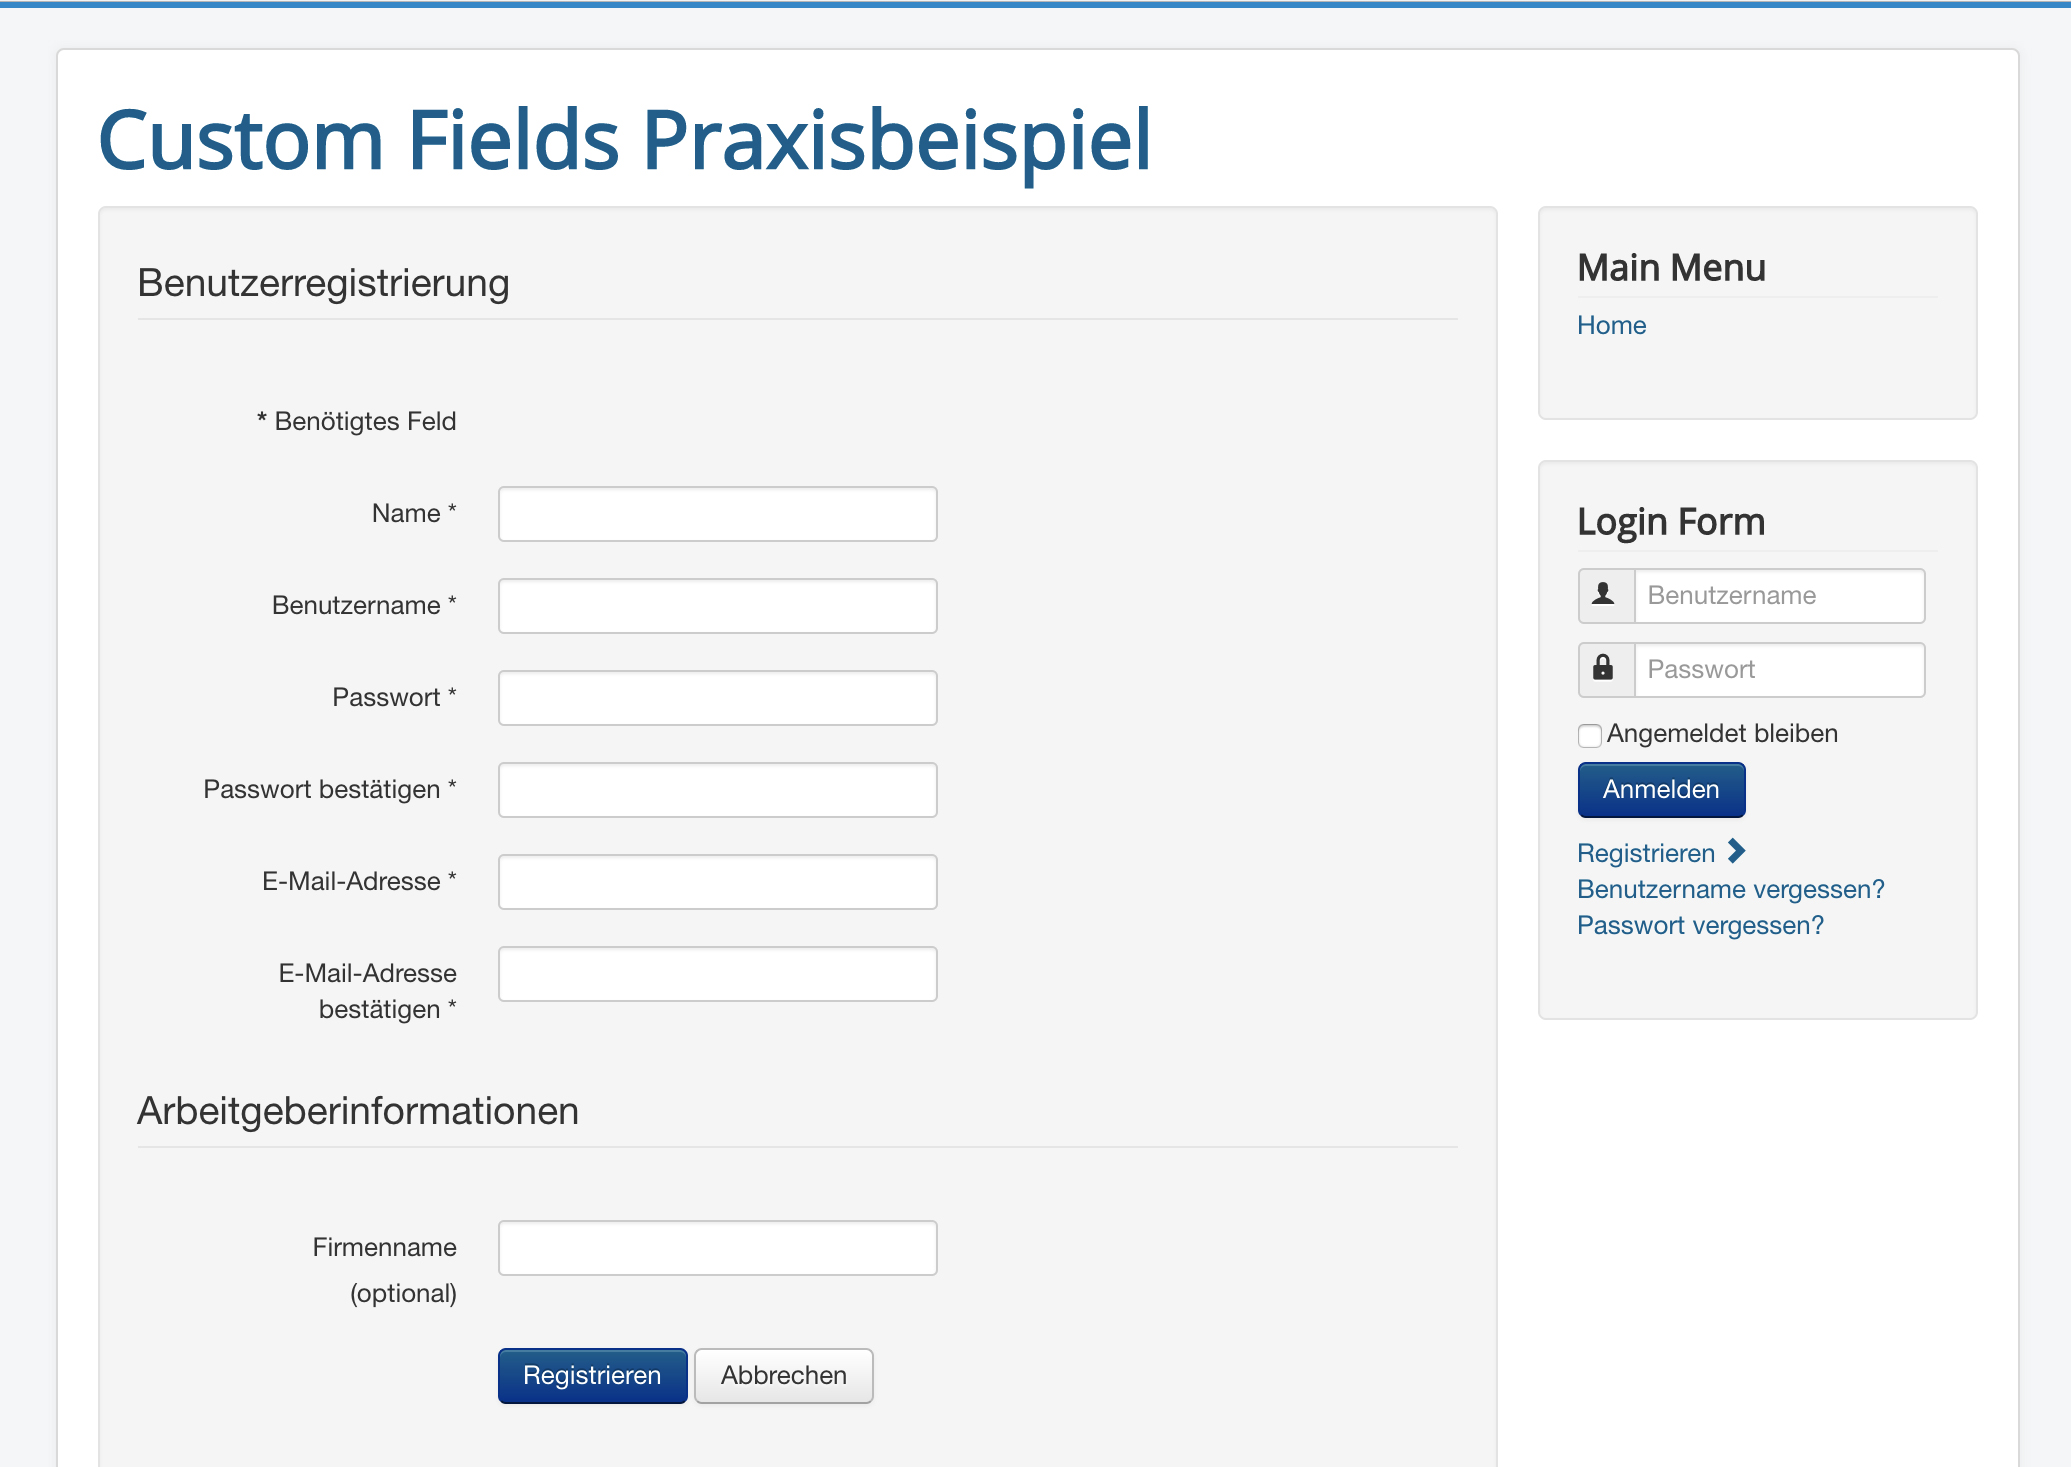 Custom Fields Praxisbeispiel
Benutzerregistrierung
* Benötigtes Feld
Name *
Benutzername *
Passwort *
Passwort bestätigen *
E-Mail-Adresse *
E-Mail-Adresse
bestätigen *
Arbeitgeberinformationen
Firmenname
(optional)
Registrieren
Abbrechen
Main Menu
Home
Login Form
Benutzername
Passwort
Angemeldet bleiben
Anmelden
Registrieren
Benutzername vergessen?
Passwort vergessen?